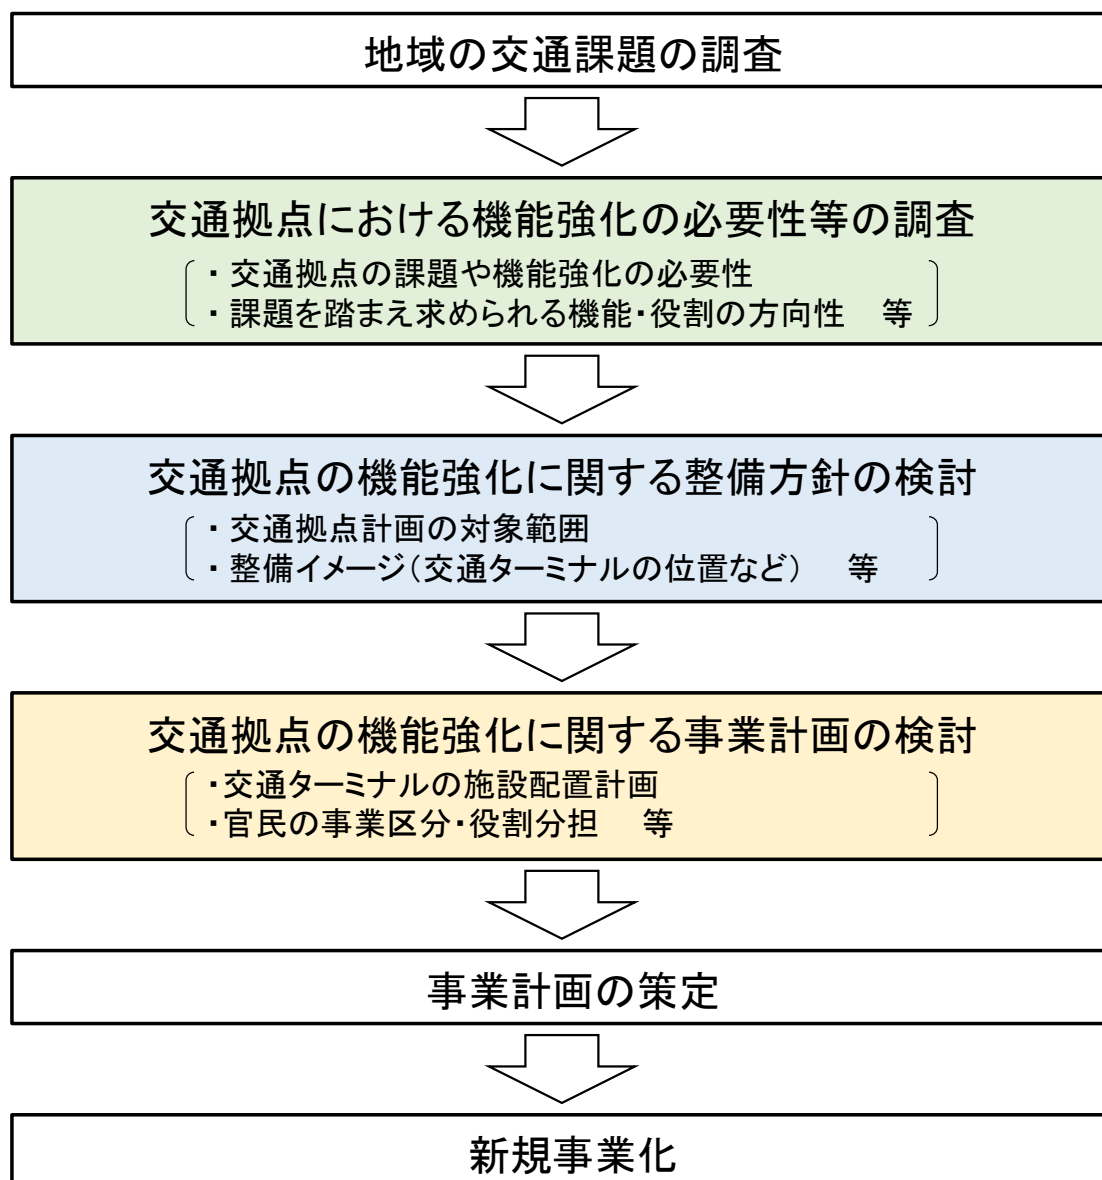 地域の交通課題の調査
交通拠点における機能強化の必要性等の調査
・交通拠点の課題や機能強化の必要性
・課題を踏まえ求められる機能・役割の方向性　等
交通拠点の機能強化に関する整備方針の検討
・交通拠点計画の対象範囲
・整備イメージ（交通ターミナルの位置など）　等
交通拠点の機能強化に関する事業計画の検討
・交通ターミナルの施設配置計画
・官民の事業区分・役割分担　等
事業計画の策定
新規事業化